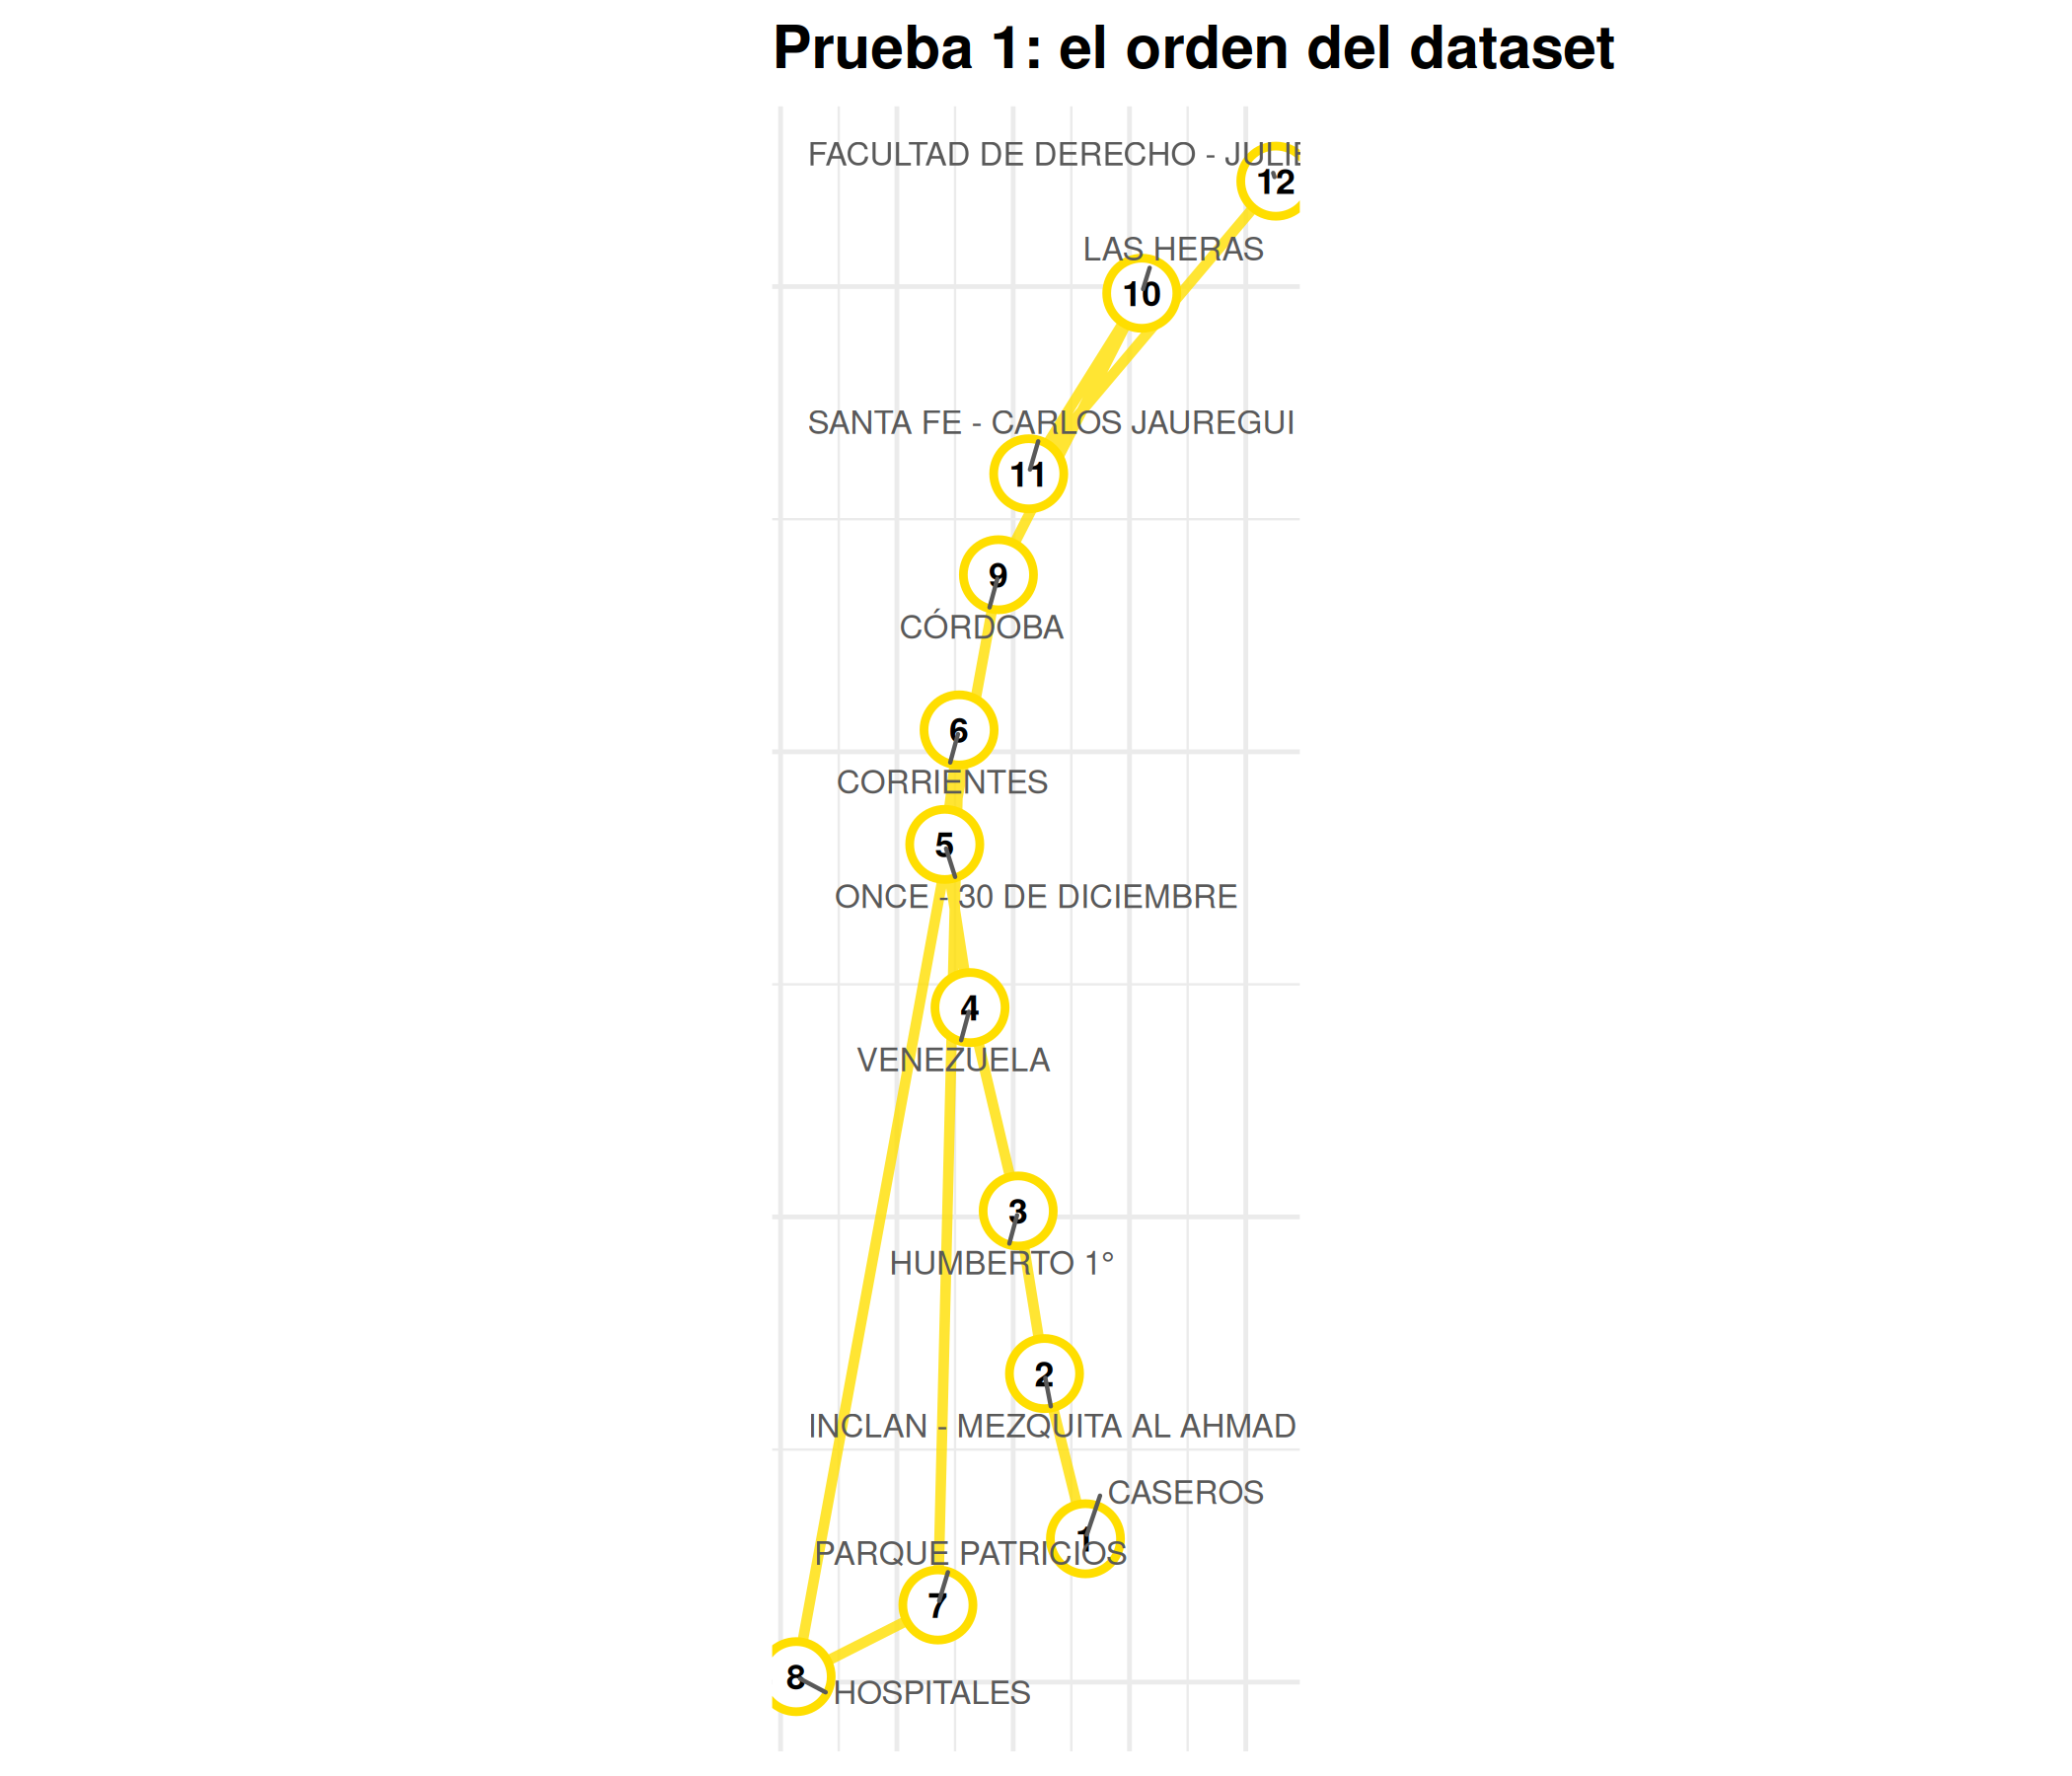 Prueba 1: el orden del dataset
FACULTAD DE DERECHO -
12
LAS HERAS
10
SANTA FE - CARLOS JAUREGUI
11
9
CÓRDOBA
6
CORRIENTES
5
ONCE - 30 DE DICIEMBRE
4
VENEZUELA
3
HUMBERTO 1°
2
INCLAN - MEZQUITA AL AHMAD
CASEROS
1
PARQUE PATRICIOS
7
8
HOSPITALES